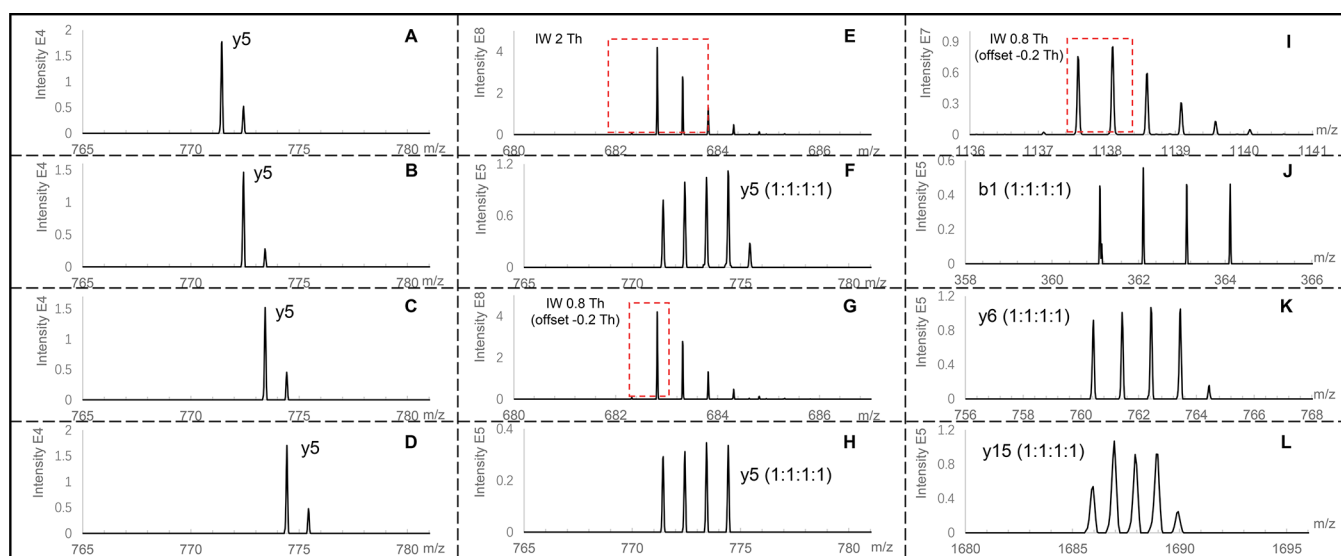 A
Intensity E4
2
1.5
1
0.5
0
y5
765 770 775 780 m/z
B
Intensity E4
1.5
1
0.5
0
y5
765 770 775 780 m/z
C
Intensity E4
2
1.5
1
0.5
0
y5
765 770 775 780 m/z
D
Intensity E4
2
1.5
1
0.5
0
y5
765 770 775 780 m/z
E
Intensity E8
4
2
0
IW 2 Th
680 682 684 686 m/z
F
Intensity E5
1.2
0.9
0.6
0.3
0
y5 (1:1:1:1)
765 770 775 780 m/z
G
Intensity E8
4
2
0
IW 0.8 Th
(offset -0.2 Th)
680 682 684 686 m/z
H
Intensity E5
0.4
0.2
0
y5 (1:1:1:1)
765 770 775 780 m/z
I
Intensity E7
0.9
0.6
0.3
0
IW 0.8 Th
(offset -0.2 Th)
1136 1137 1138 1139 1140 1141
m/z
J
Intensity E5
0.6
0.4
0.2
0
b1 (1:1:1:1)
358 360 362 364 366
m/z
K
Intensity E5
1.2
0.8
0.4
0
y6 (1:1:1:1)
756 758 760 762 764 766 768
m/z
L
Intensity E5
1.2
0.8
0.4
0
y15 (1:1:1:1)
1680 1685 1690 1695
m/z